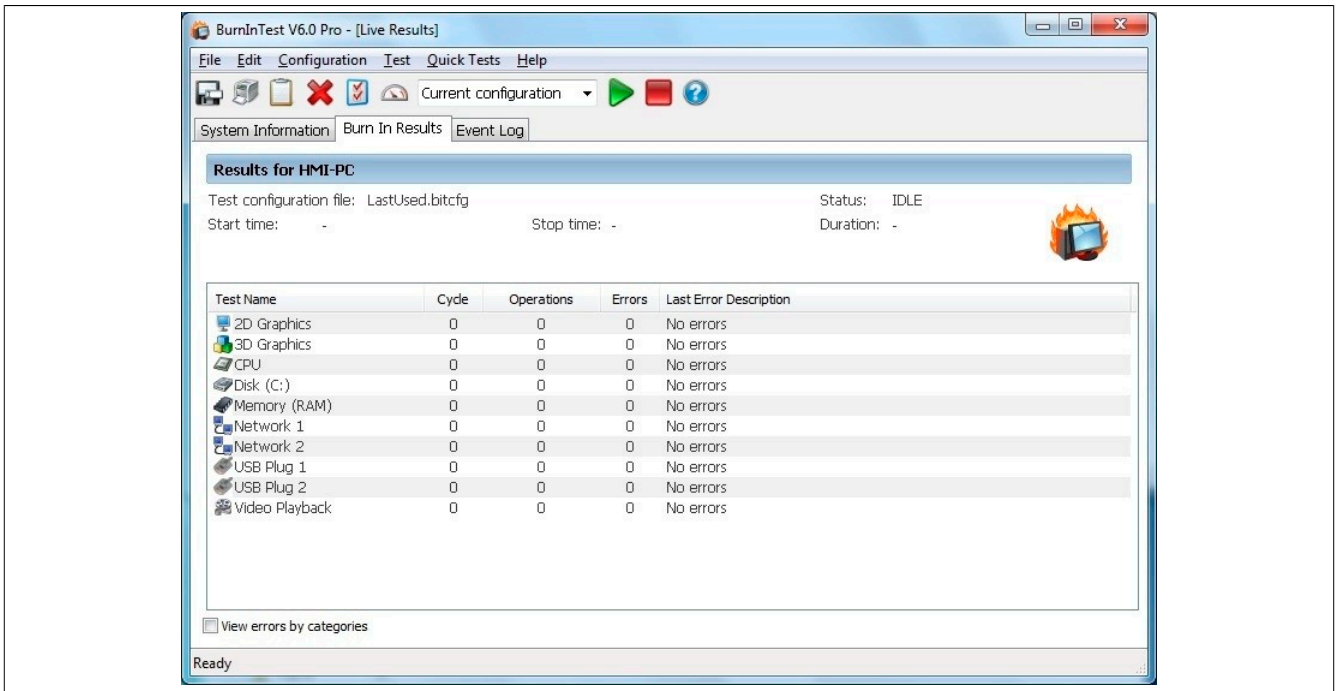 BurnInTest V6.0 Pro - [Live Results]
File Edit Configuration Test Quick Tests Help
Current configuration
System Information Burn In Results Event Log
Results for HMI-PC
Test configuration file: LastUsed.bitcfg Status: IDLE
Start time: - Stop time: - Duration: -
Test Name Cycle Operations Errors Last Error Description
2D Graphics 0 0 0 No errors
3D Graphics 0 0 0 No errors
CPU 0 0 0 No errors
Disk (C:) 0 0 0 No errors
Memory (RAM) 0 0 0 No errors
Network 1 0 0 0 No errors
Network 2 0 0 0 No errors
USB Plug 1 0 0 0 No errors
USB Plug 2 0 0 0 No errors
Video Playback 0 0 0 No errors
View errors by categories
Ready